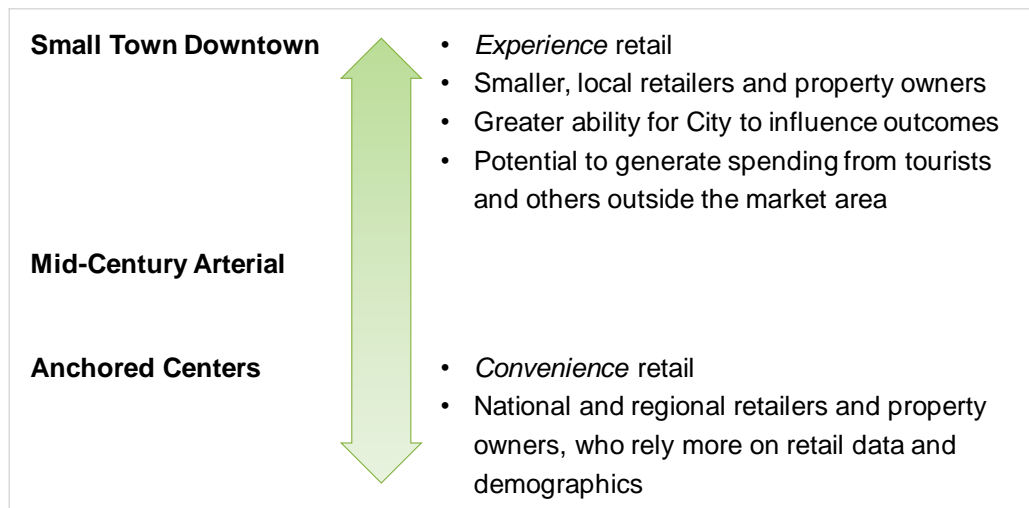 Small Town Downtown
• Experience retail
• Smaller, local retailers and property owners
• Greater ability for City to influence outcomes
• Potential to generate spending from tourists
and others outside the market area
Mid-Century Arterial
Anchored Centers
• Convenience retail
• National and regional retailers and property
owners, who rely more on retail data and
demographics